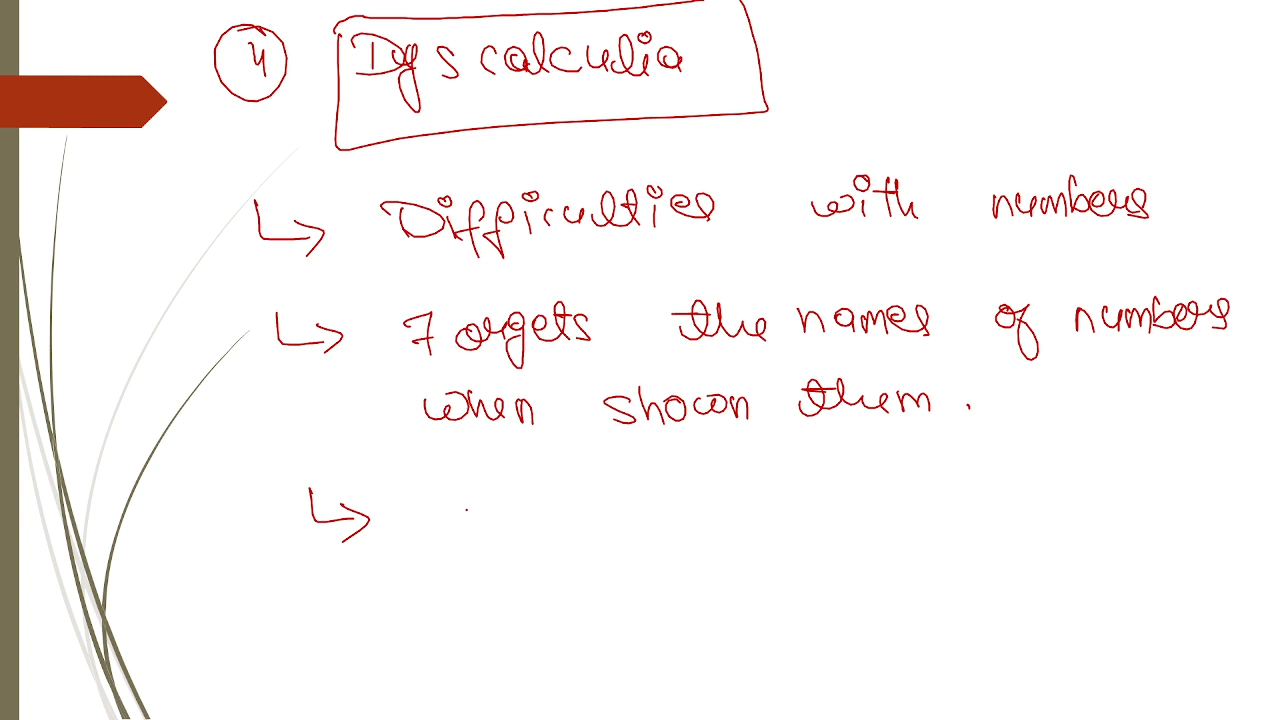 4 Dyscalculia
↳ Difficulties with numbers
↳ Forgets the names of numbers
when shown them.
↳